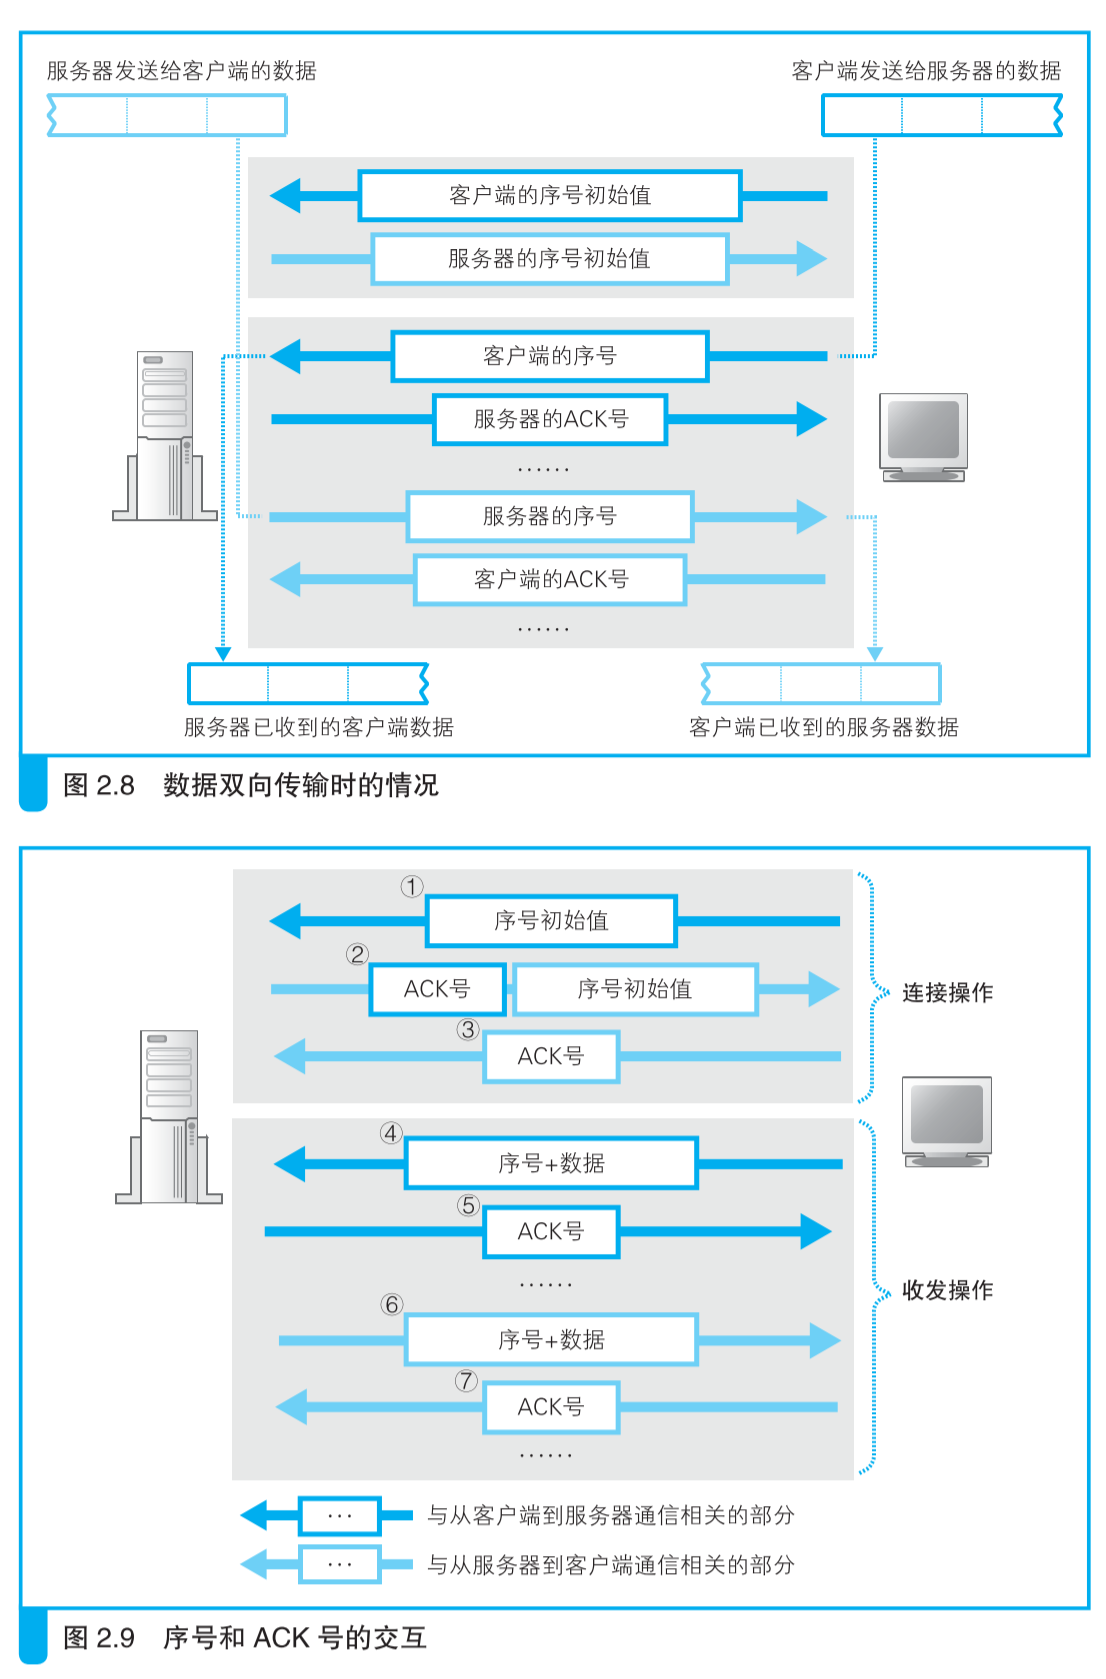 服务器发送给客户端的数据
客户端发送给服务器的数据
客户端的序号初始值
服务器的序号初始值
客户端的序号
服务器的ACK号
······
服务器的序号
客户端的ACK号
······
服务器已收到的客户端数据
客户端已收到的服务器数据
图 2.8 数据双向传输时的情况
①
序号初始值
②
ACK号 序号初始值
连接操作
③
ACK号
④
序号+数据
⑤
ACK号
······
收发操作
⑥
序号+数据
⑦
ACK号
······
··· 与从客户端到服务器通信相关的部分
··· 与从服务器到客户端通信相关的部分
图 2.9 序号和 ACK 号的交互